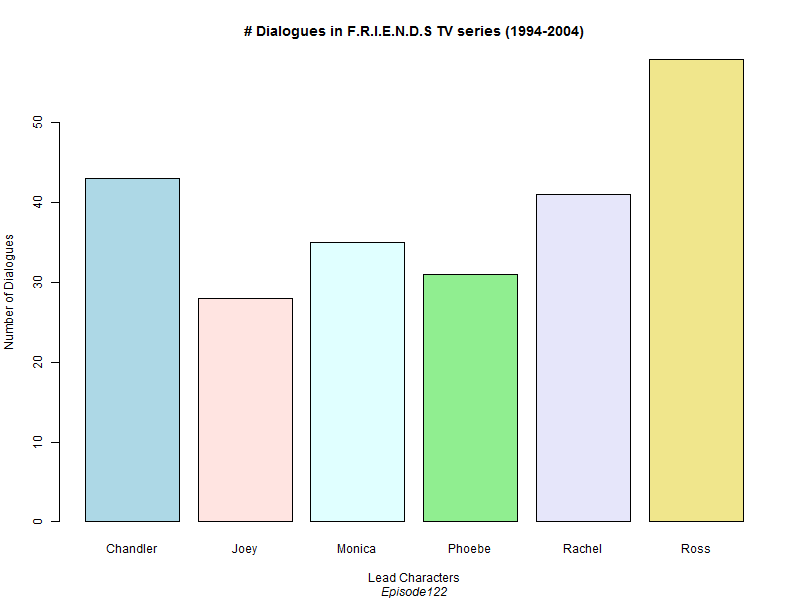 # Dialogues in F.R.I.E.N.D.S TV series (1994-2004)
Number of Dialogues
50
40
30
20
10
0
Chandler Joey Monica Phoebe Rachel Ross
Lead Characters
Episode122